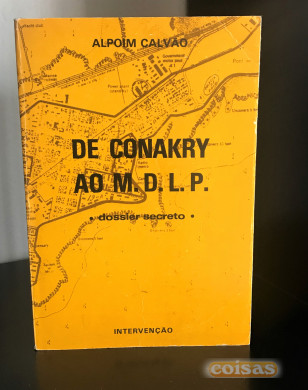 ALPOIM CALVÃO
DE CONAKRY
AO M.D.L.P.
• dossier secreto •
INTERVENÇÃO
coisas